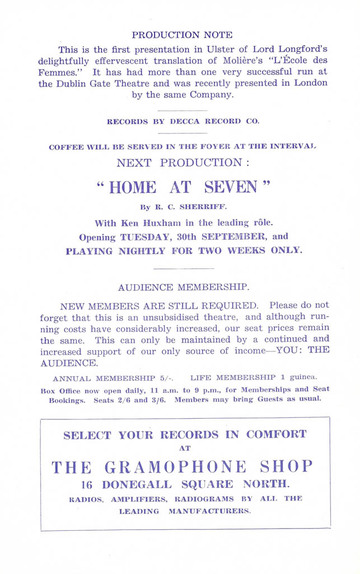 PRODUCTION NOTE
This is the first presentation in Ulster of Lord Longford's
delightfully effervescent translation of Molière's "L'École des
Femmes." It has had more than one very successful run at
the Dublin Gate Theatre and was recently presented in London
by the same Company.
RECORDS BY DECCA RECORD CO.
COFFEE WILL BE SERVED IN THE FOYER AT THE INTERVAL
NEXT PRODUCTION :
" HOME AT SEVEN "
By R. C. SHERRIFF.
With Ken Huxham in the leading rôle.
Opening TUESDAY, 30th SEPTEMBER, and
PLAYING NIGHTLY FOR TWO WEEKS ONLY.
AUDIENCE MEMBERSHIP.
NEW MEMBERS ARE STILL REQUIRED. Please do not
forget that this is an unsubsidised theatre, and although run-
ning costs have considerably increased, our seat prices remain
the same. This can only be maintained by a continued and
increased support of our only source of income—YOU: THE
AUDIENCE.
ANNUAL MEMBERSHIP 5/-. LIFE MEMBERSHIP 1 guinea.
Box Office now open daily, 11 a.m. to 9 p.m., for Memberships and Seat
Bookings. Seats 2/6 and 3/6. Members may bring Guests as usual.
SELECT YOUR RECORDS IN COMFORT
AT
THE GRAMOPHONE SHOP
16 DONEGALL SQUARE NORTH.
RADIOS, AMPLIFIERS, RADIOGRAMS BY ALL THE
LEADING MANUFACTURERS.